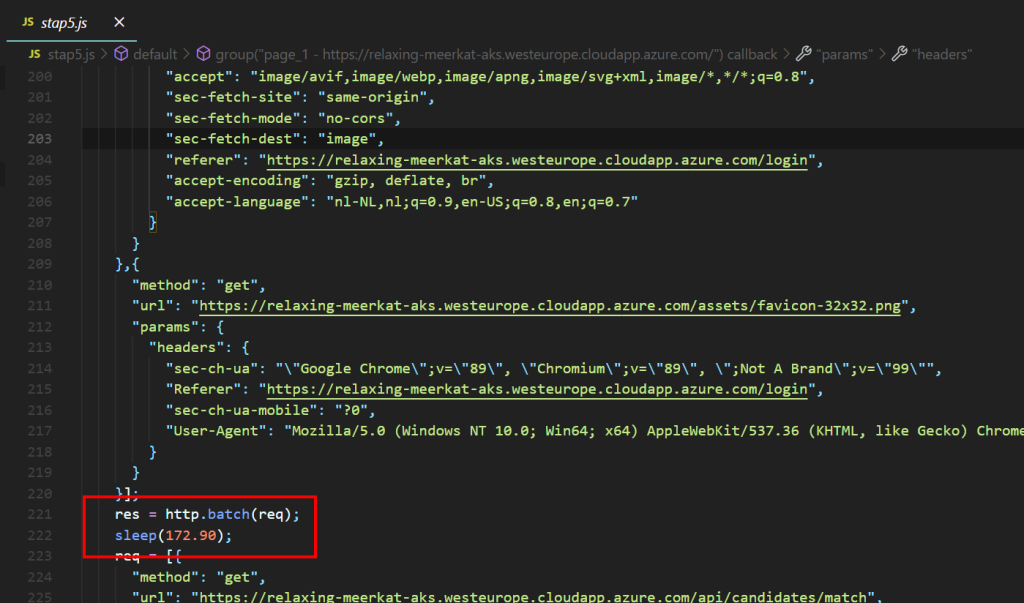 JS stap5.js ×
JS stap5.js > default > group("page_1 - https://relaxing-meerkat-aks.westeurope.cloudapp.azure.com/") callback > "params" > "headers"
200 "accept": "image/avif,image/webp,image/apng,image/svg+xml,image/*,*/*;q=0.8",
201 "sec-fetch-site": "same-origin",
202 "sec-fetch-mode": "no-cors",
203 "sec-fetch-dest": "image",
204 "referer": "https://relaxing-meerkat-aks.westeurope.cloudapp.azure.com/login",
205 "accept-encoding": "gzip, deflate, br",
206 "accept-language": "nl-NL,nl;q=0.9,en-US;q=0.8,en;q=0.7"
207 }
208 }
209 },{
210 "method": "get",
211 "url": "https://relaxing-meerkat-aks.westeurope.cloudapp.azure.com/assets/favicon-32x32.png",
212 "params": {
213 "headers": {
214 "sec-ch-ua": "\"Google Chrome\";v=\"89\", \"Chromium\";v=\"89\", \";Not A Brand\";v=\"99\"",
215 "Referer": "https://relaxing-meerkat-aks.westeurope.cloudapp.azure.com/login",
216 "sec-ch-ua-mobile": "?0",
217 "User-Agent": "Mozilla/5.0 (Windows NT 10.0; Win64; x64) AppleWebKit/537.36 (KHTML, like Gecko) Chrome
218 }
219 }
220 }];
221 res = http.batch(req);
222 sleep(172.90);
223 req = [{
224 "method": "get",
225 "url": "https://relaxing-meerkat-aks.westeurope.cloudapp.azure.com/api/candidates/match",